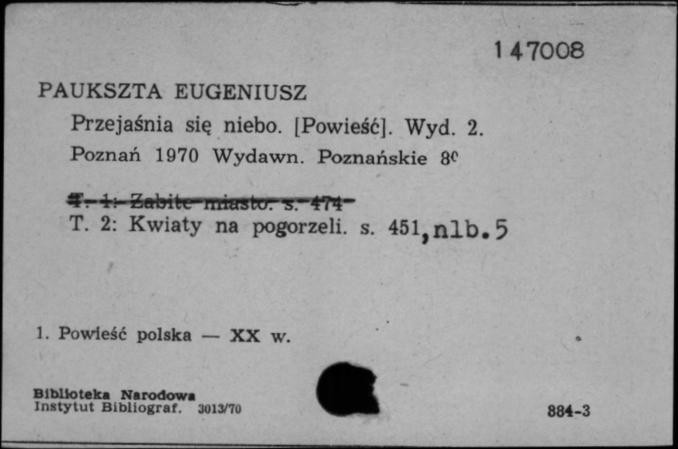 147008
PAUKSZTA EUGENIUSZ
Przejaśnia się niebo. [Powieść]. Wyd. 2.
Poznań 1970 Wydawn. Poznańskie 8⁰
T. 1: Zabite miasto. s. 474
T. 2: Kwiaty na pogorzeli. s. 451, nlb. 5
1. Powieść polska — XX w.
Biblioteka Narodowa
Instytut Bibliograf. 3013/70
884-3